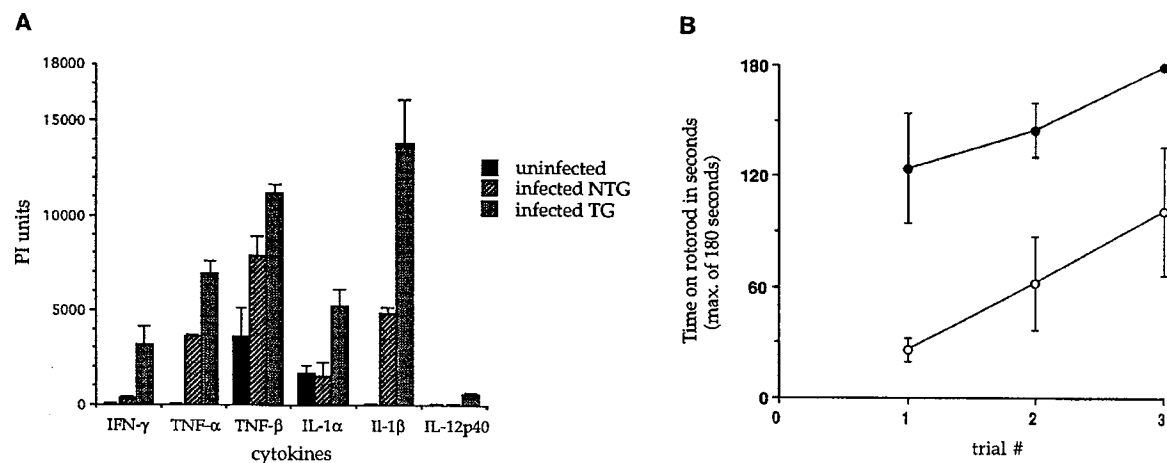 A
18000
15000
10000
5000
0
PI units
IFN-γ TNF-α TNF-β IL-1α Il-1β IL-12p40
cytokines
uninfected
infected NTG
infected TG
B
180
120
60
0
Time on rotorod in seconds
(max. of 180 seconds)
0 1 2 3
trial #